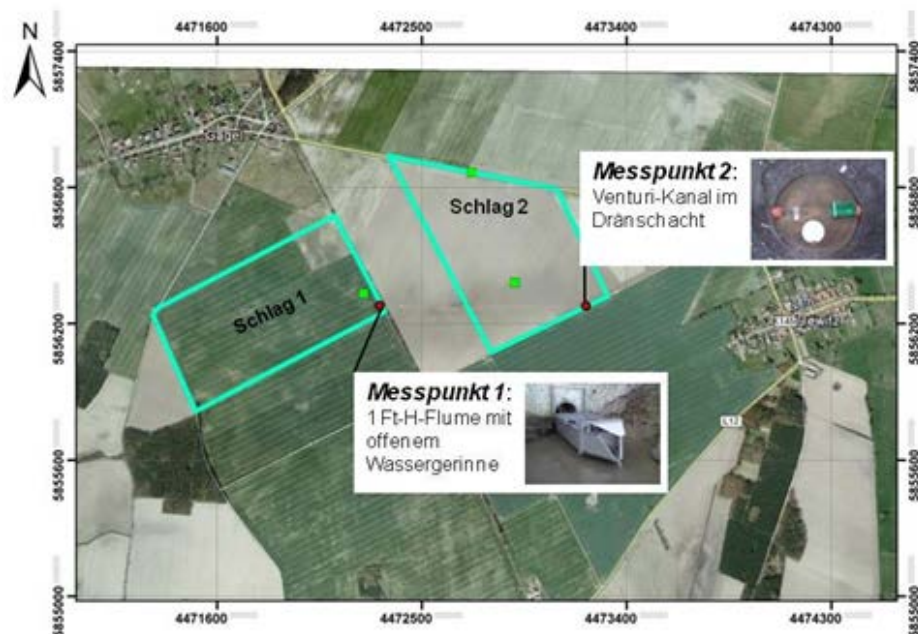 N
4471600
4472500
4473400
4474300
5857400
5857400
5856800
5856800
5856200
5856200
5855600
5855600
5855000
5855000
Schlag 2
Schlag 1
Messpunkt 2:
Venturi-Kanal im
Dränschacht
Messpunkt 1:
1 Ft-H-Flume mit
offenem
Wassergerinne
L12
4471600
4472500
4473400
4474300